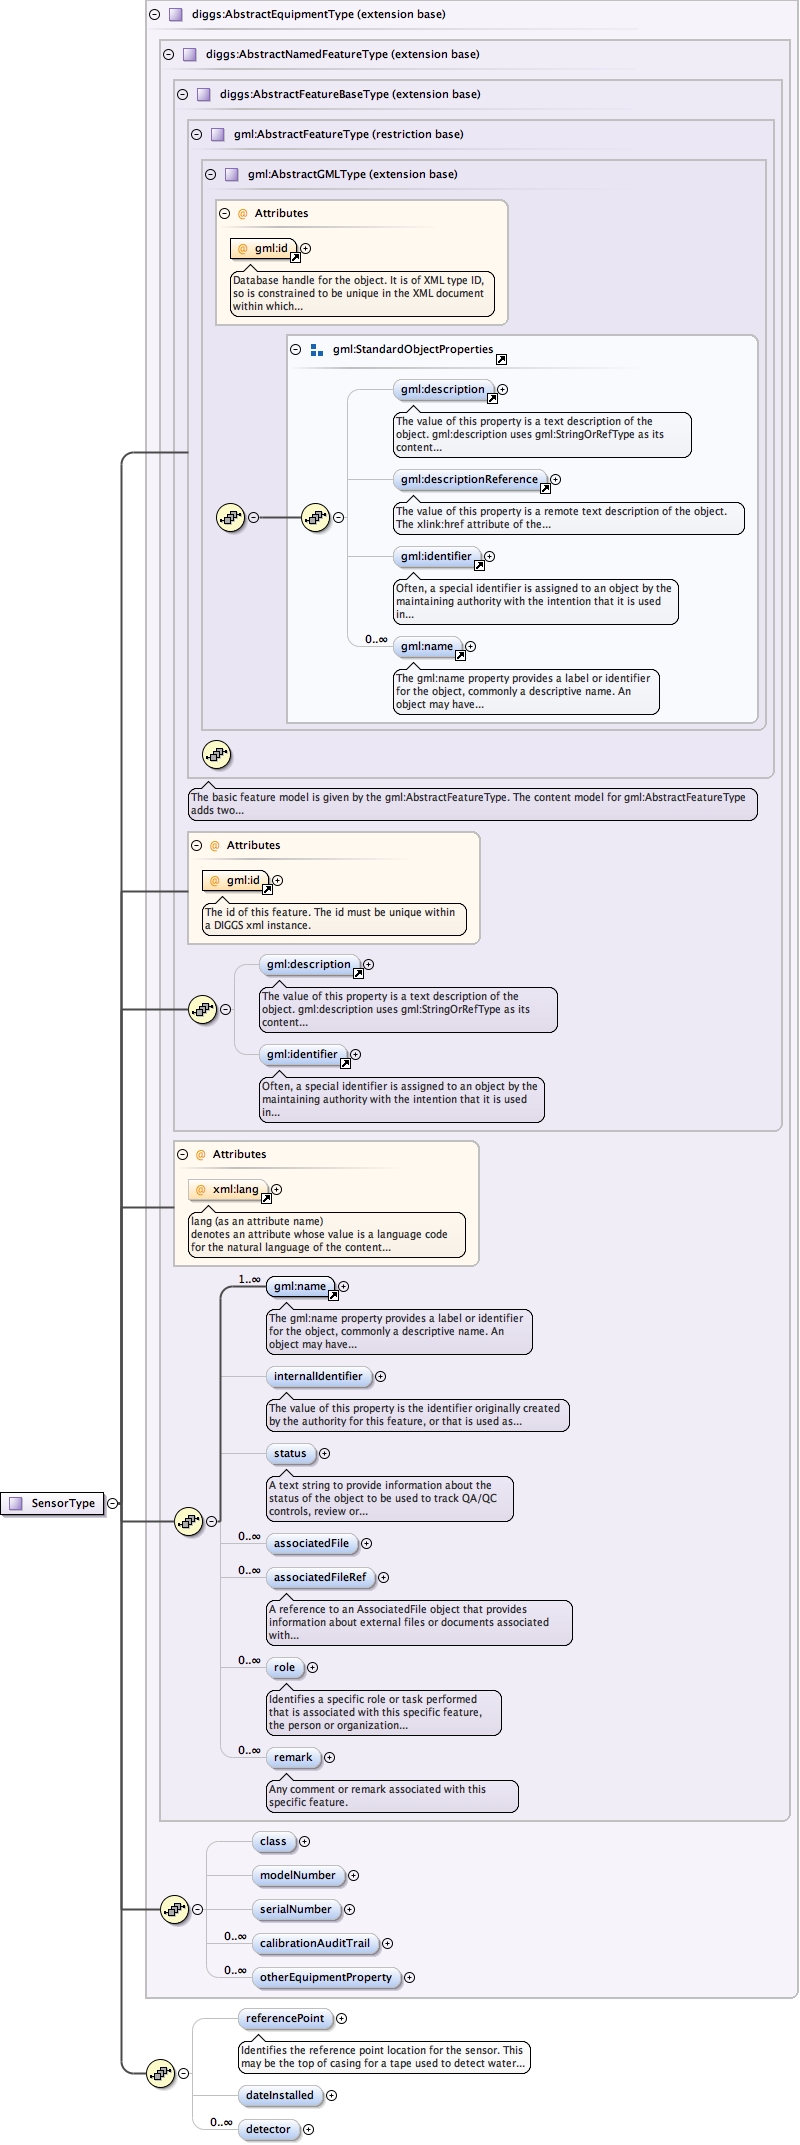 diggs:AbstractEquipmentType (extension base)
diggs:AbstractNamedFeatureType (extension base)
diggs:AbstractFeatureBaseType (extension base)
gml:AbstractFeatureType (restriction base)
gml:AbstractGMLType (extension base)
@ Attributes
@ gml:id
Database handle for the object. It is of XML type ID,
so is constrained to be unique in the XML document
within which...
gml:StandardObjectProperties
gml:description
The value of this property is a text description of the
object. gml:description uses gml:StringOrRefType as its
content...
gml:descriptionReference
The value of this property is a remote text description of the object.
The xlink:href attribute of the...
gml:identifier
Often, a special identifier is assigned to an object by the
maintaining authority with the intention that it is used
in...
0..∞ gml:name
The gml:name property provides a label or identifier
for the object, commonly a descriptive name. An
object may have...
The basic feature model is given by the gml:AbstractFeatureType. The content model for gml:AbstractFeatureType
adds two...
@ Attributes
@ gml:id
The id of this feature. The id must be unique within
a DIGGS xml instance.
gml:description
The value of this property is a text description of the
object. gml:description uses gml:StringOrRefType as its
content...
gml:identifier
Often, a special identifier is assigned to an object by the
maintaining authority with the intention that it is used
in...
@ Attributes
@ xml:lang
lang (as an attribute name)
denotes an attribute whose value is a language code
for the natural language of the content...
1..∞ gml:name
The gml:name property provides a label or identifier
for the object, commonly a descriptive name. An
object may have...
internalIdentifier
The value of this property is the identifier originally created
by the authority for this feature, or that is used as...
status
A text string to provide information about the
status of the object to be used to track QA/QC
controls, review or...
SensorType
0..∞ associatedFile
0..∞ associatedFileRef
A reference to an AssociatedFile object that provides
information about external files or documents associated
with...
0..∞ role
Identifies a specific role or task performed
that is associated with this specific feature,
the person or organization...
0..∞ remark
Any comment or remark associated with this
specific feature.
class
modelNumber
serialNumber
0..∞ calibrationAuditTrail
0..∞ otherEquipmentProperty
referencePoint
Identifies the reference point location for the sensor. This
may be the top of casing for a tape used to detect water...
dateInstalled
0..∞ detector